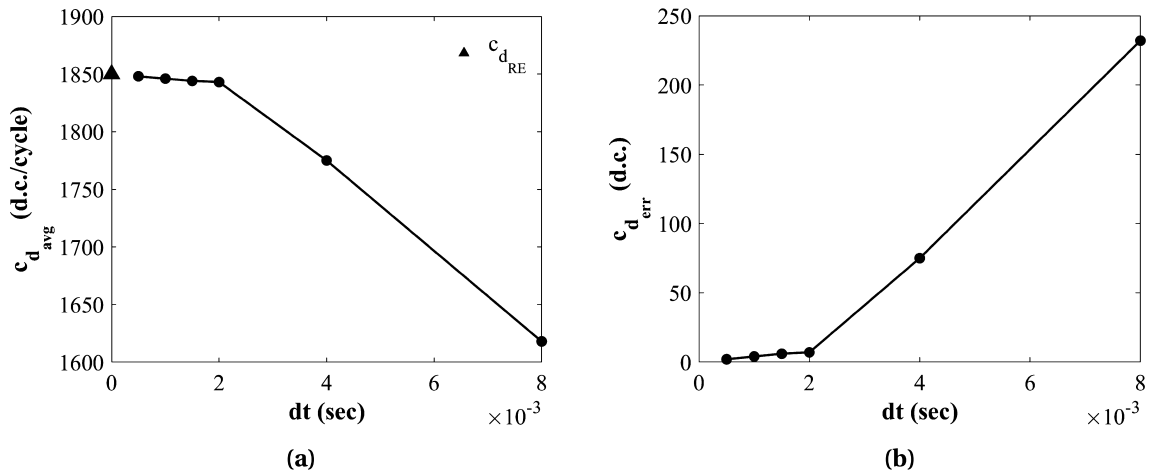 1900
1850
1800
1750
1700
1650
1600
c_d_avg (d.c./cycle)
▲ c_d_RE
0 2 4 6 8
dt (sec)
×10⁻³
(a)
250
200
150
100
50
0
c_d_err (d.c.)
0 2 4 6 8
dt (sec)
×10⁻³
(b)